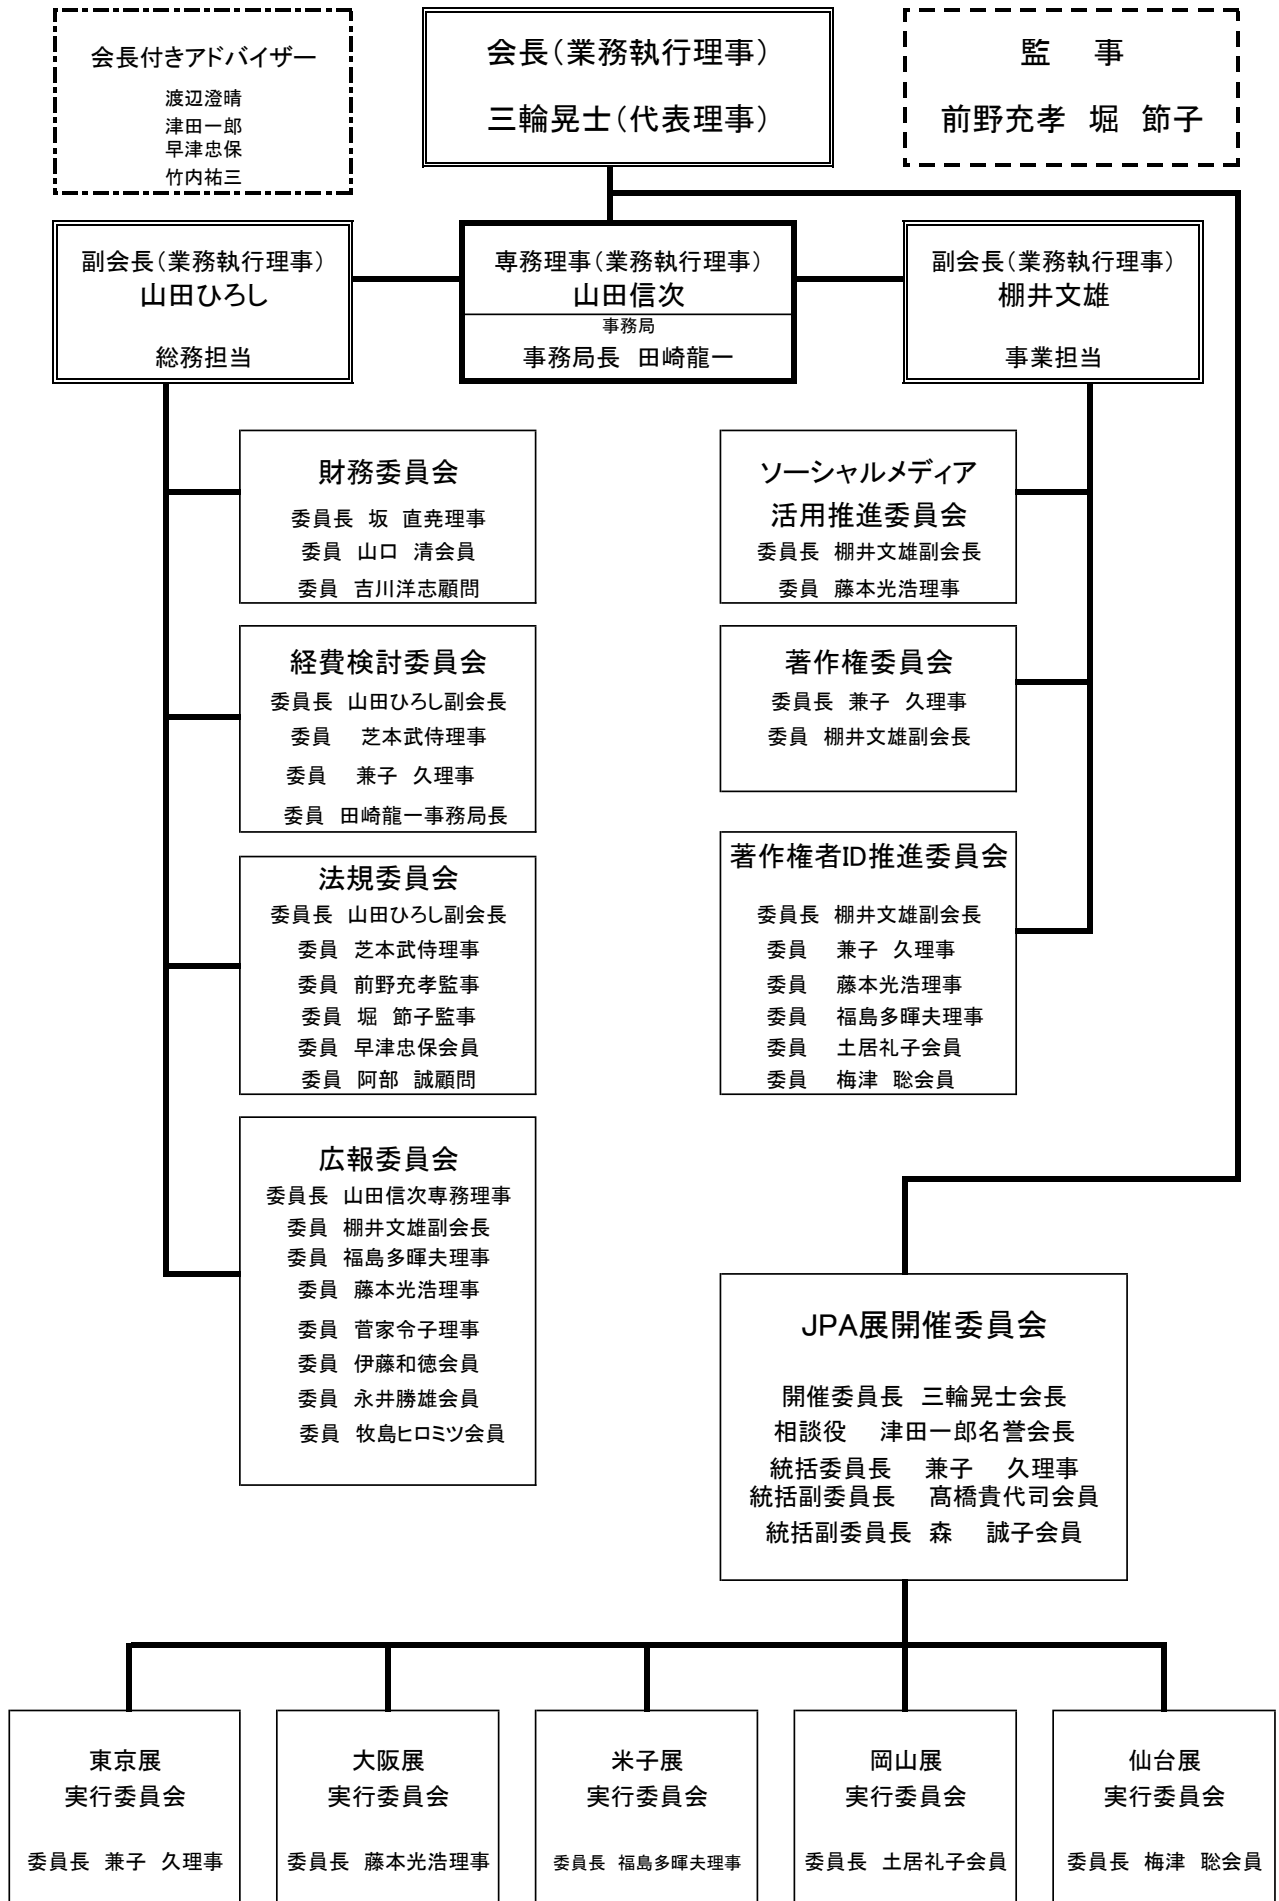 会長付きアドバイザー
渡辺澄晴
津田一郎
早津忠保
竹内祐三
会長（業務執行理事）
三輪晃士（代表理事）
監　事
前野充孝　堀　節子
副会長（業務執行理事）
山田ひろし
総務担当
専務理事（業務執行理事）
山田信次
事務局
事務局長　田崎龍一
副会長（業務執行理事）
棚井文雄
事業担当
財務委員会
委員長　坂　直尭理事
委員　山口　清会員
委員　吉川洋志顧問
経費検討委員会
委員長　山田ひろし副会長
委員　芝本武侍理事
委員　兼子　久理事
委員　田崎龍一事務局長
法規委員会
委員長　山田ひろし副会長
委員　芝本武侍理事
委員　前野充孝監事
委員　堀　節子監事
委員　早津忠保会員
委員　阿部　誠顧問
広報委員会
委員長　山田信次専務理事
委員　棚井文雄副会長
委員　福島多暉夫理事
委員　藤本光浩理事
委員　菅家令子理事
委員　伊藤和徳会員
委員　永井勝雄会員
委員　牧島ヒロミツ会員
ソーシャルメディア
活用推進委員会
委員長　棚井文雄副会長
委員　藤本光浩理事
著作権委員会
委員長　兼子　久理事
委員　棚井文雄副会長
著作権者ID推進委員会
委員長　棚井文雄副会長
委員　兼子　久理事
委員　藤本光浩理事
委員　福島多暉夫理事
委員　土居礼子会員
委員　梅津　聡会員
JPA展開催委員会
開催委員長　三輪晃士会長
相談役　津田一郎名誉会長
統括委員長　兼子　久理事
統括副委員長　髙橋貴代司会員
統括副委員長　森　誠子会員
東京展
実行委員会
委員長　兼子　久理事
大阪展
実行委員会
委員長　藤本光浩理事
米子展
実行委員会
委員長　福島多暉夫理事
岡山展
実行委員会
委員長　土居礼子会員
仙台展
実行委員会
委員長　梅津　聡会員